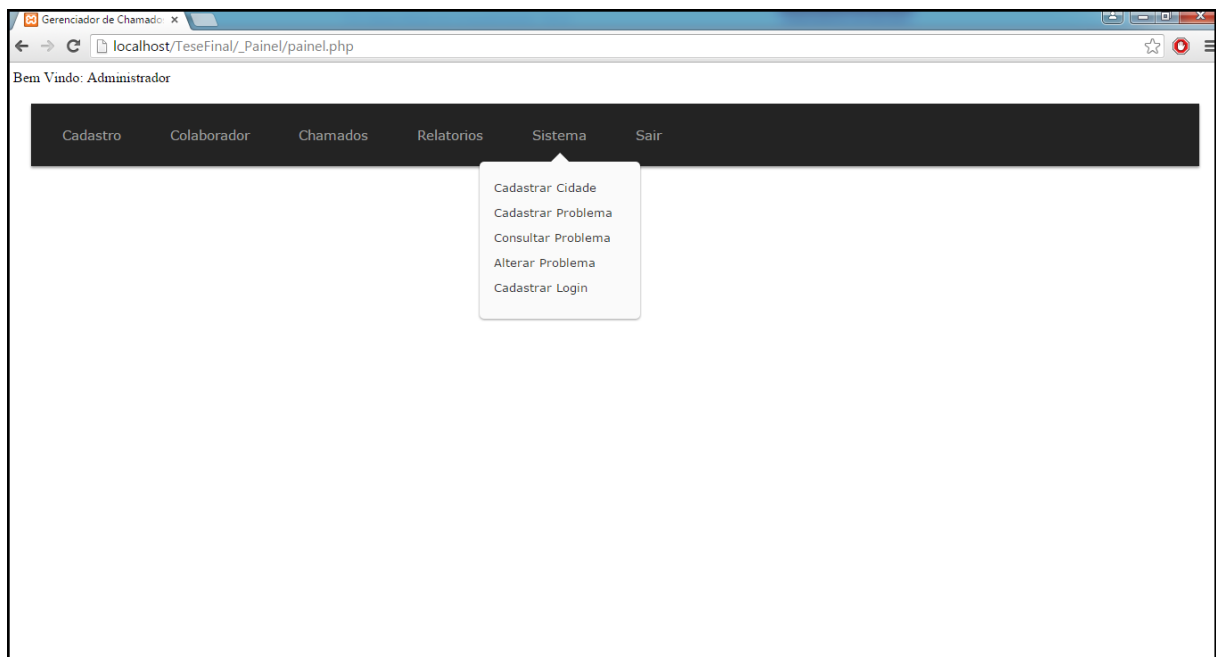 Gerenciador de Chamado
localhost/TeseFinal/_Painel/painel.php
Bem Vindo: Administrador
Cadastro Colaborador Chamados Relatorios Sistema Sair
Cadastrar Cidade
Cadastrar Problema
Consultar Problema
Alterar Problema
Cadastrar Login